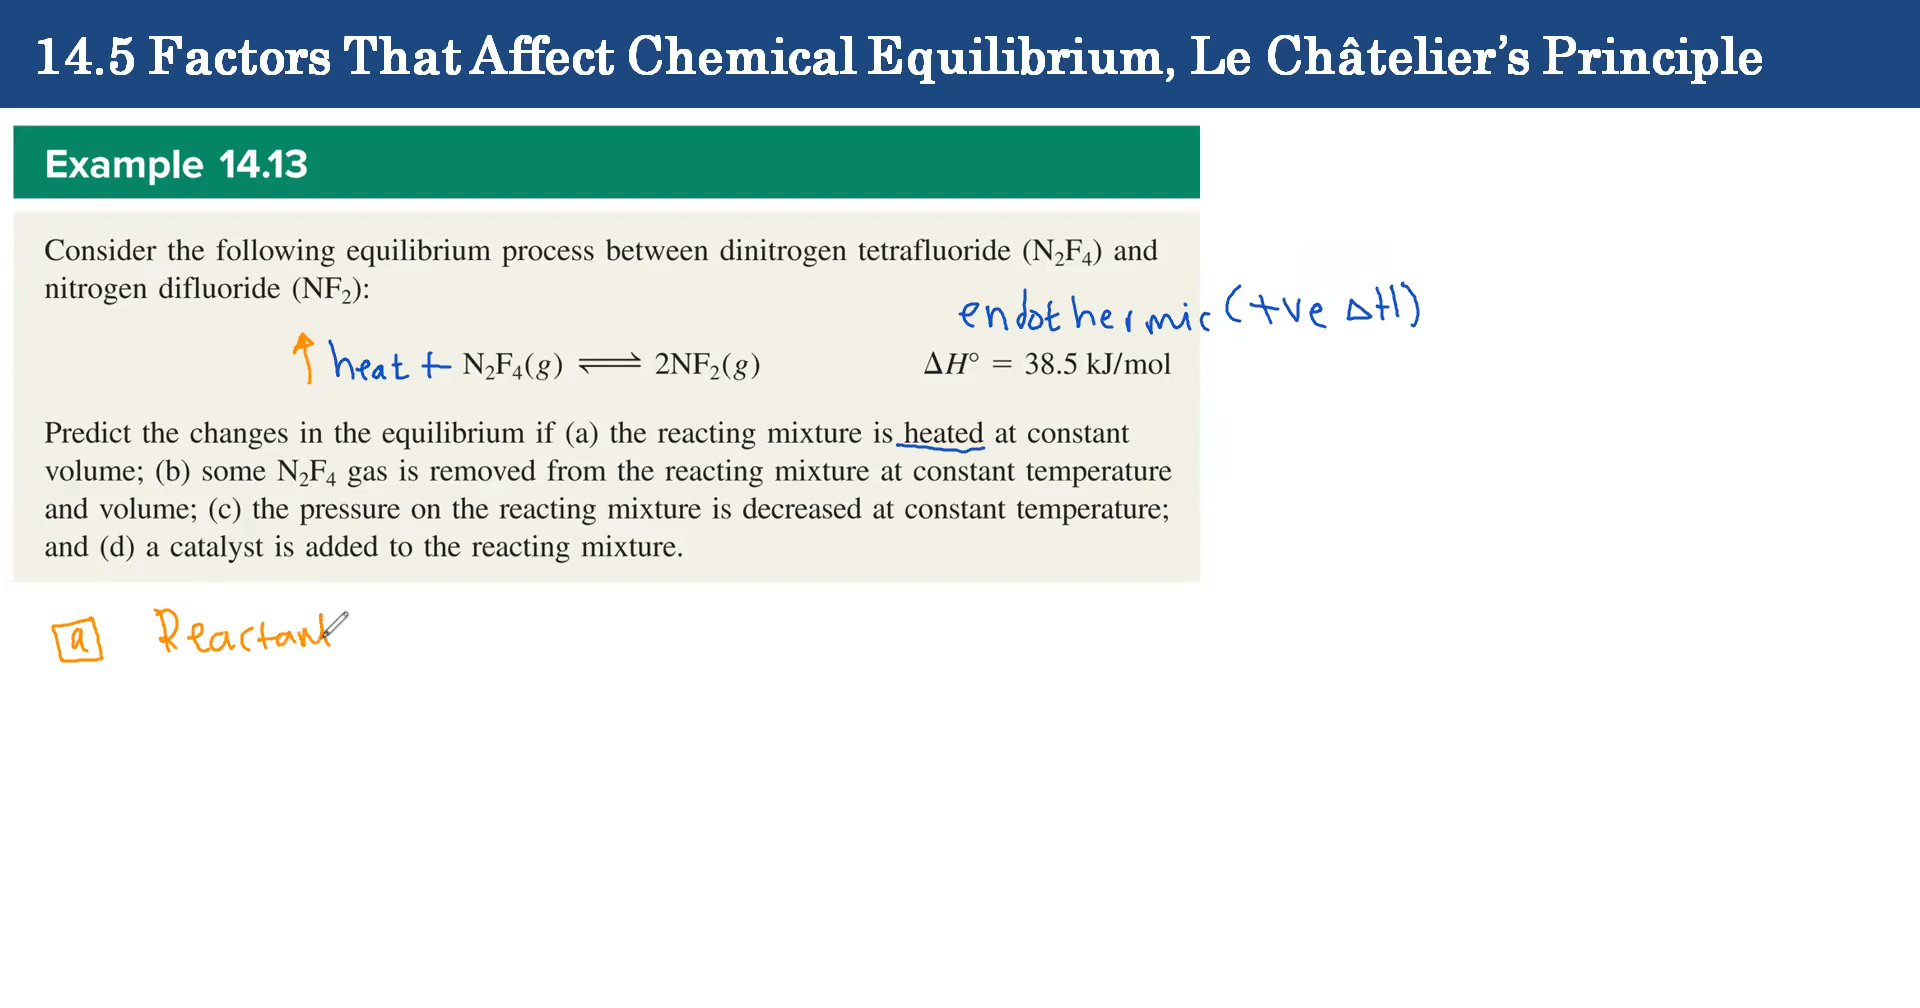 14.5 Factors That Affect Chemical Equilibrium, Le Châtelier's Principle
Example 14.13
Consider the following equilibrium process between dinitrogen tetrafluoride (N₂F₄) and
nitrogen difluoride (NF₂):
endothermic (+ve ΔH)
↑ heat + N₂F₄(g) ⇌ 2NF₂(g) ΔH° = 38.5 kJ/mol
Predict the changes in the equilibrium if (a) the reacting mixture is heated at constant
volume; (b) some N₂F₄ gas is removed from the reacting mixture at constant temperature
and volume; (c) the pressure on the reacting mixture is decreased at constant temperature;
and (d) a catalyst is added to the reacting mixture.
a Reactant